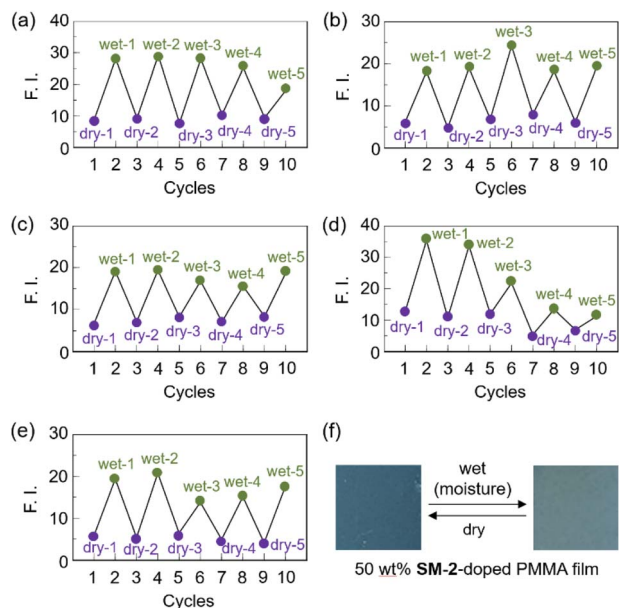 (a)
40
30
20
10
0
F. I.
wet-1 wet-2 wet-3 wet-4 wet-5
dry-1 dry-2 dry-3 dry-4 dry-5
1 2 3 4 5 6 7 8 9 10
Cycles
(b)
30
20
10
0
F. I.
wet-1 wet-2 wet-3 wet-4 wet-5
dry-1 dry-2 dry-3 dry-4 dry-5
1 2 3 4 5 6 7 8 9 10
Cycles
(c)
30
20
10
0
F. I.
wet-1 wet-2 wet-3 wet-4 wet-5
dry-1 dry-2 dry-3 dry-4 dry-5
1 2 3 4 5 6 7 8 9 10
Cycles
(d)
40
30
20
10
0
F. I.
wet-1 wet-2 wet-3 wet-4 wet-5
dry-1 dry-2 dry-3 dry-4 dry-5
1 2 3 4 5 6 7 8 9 10
Cycles
(e)
30
20
10
0
F. I.
wet-1 wet-2 wet-3 wet-4 wet-5
dry-1 dry-2 dry-3 dry-4 dry-5
1 2 3 4 5 6 7 8 9 10
Cycles
(f)
wet
(moisture)
dry
50 wt% SM-2-doped PMMA film